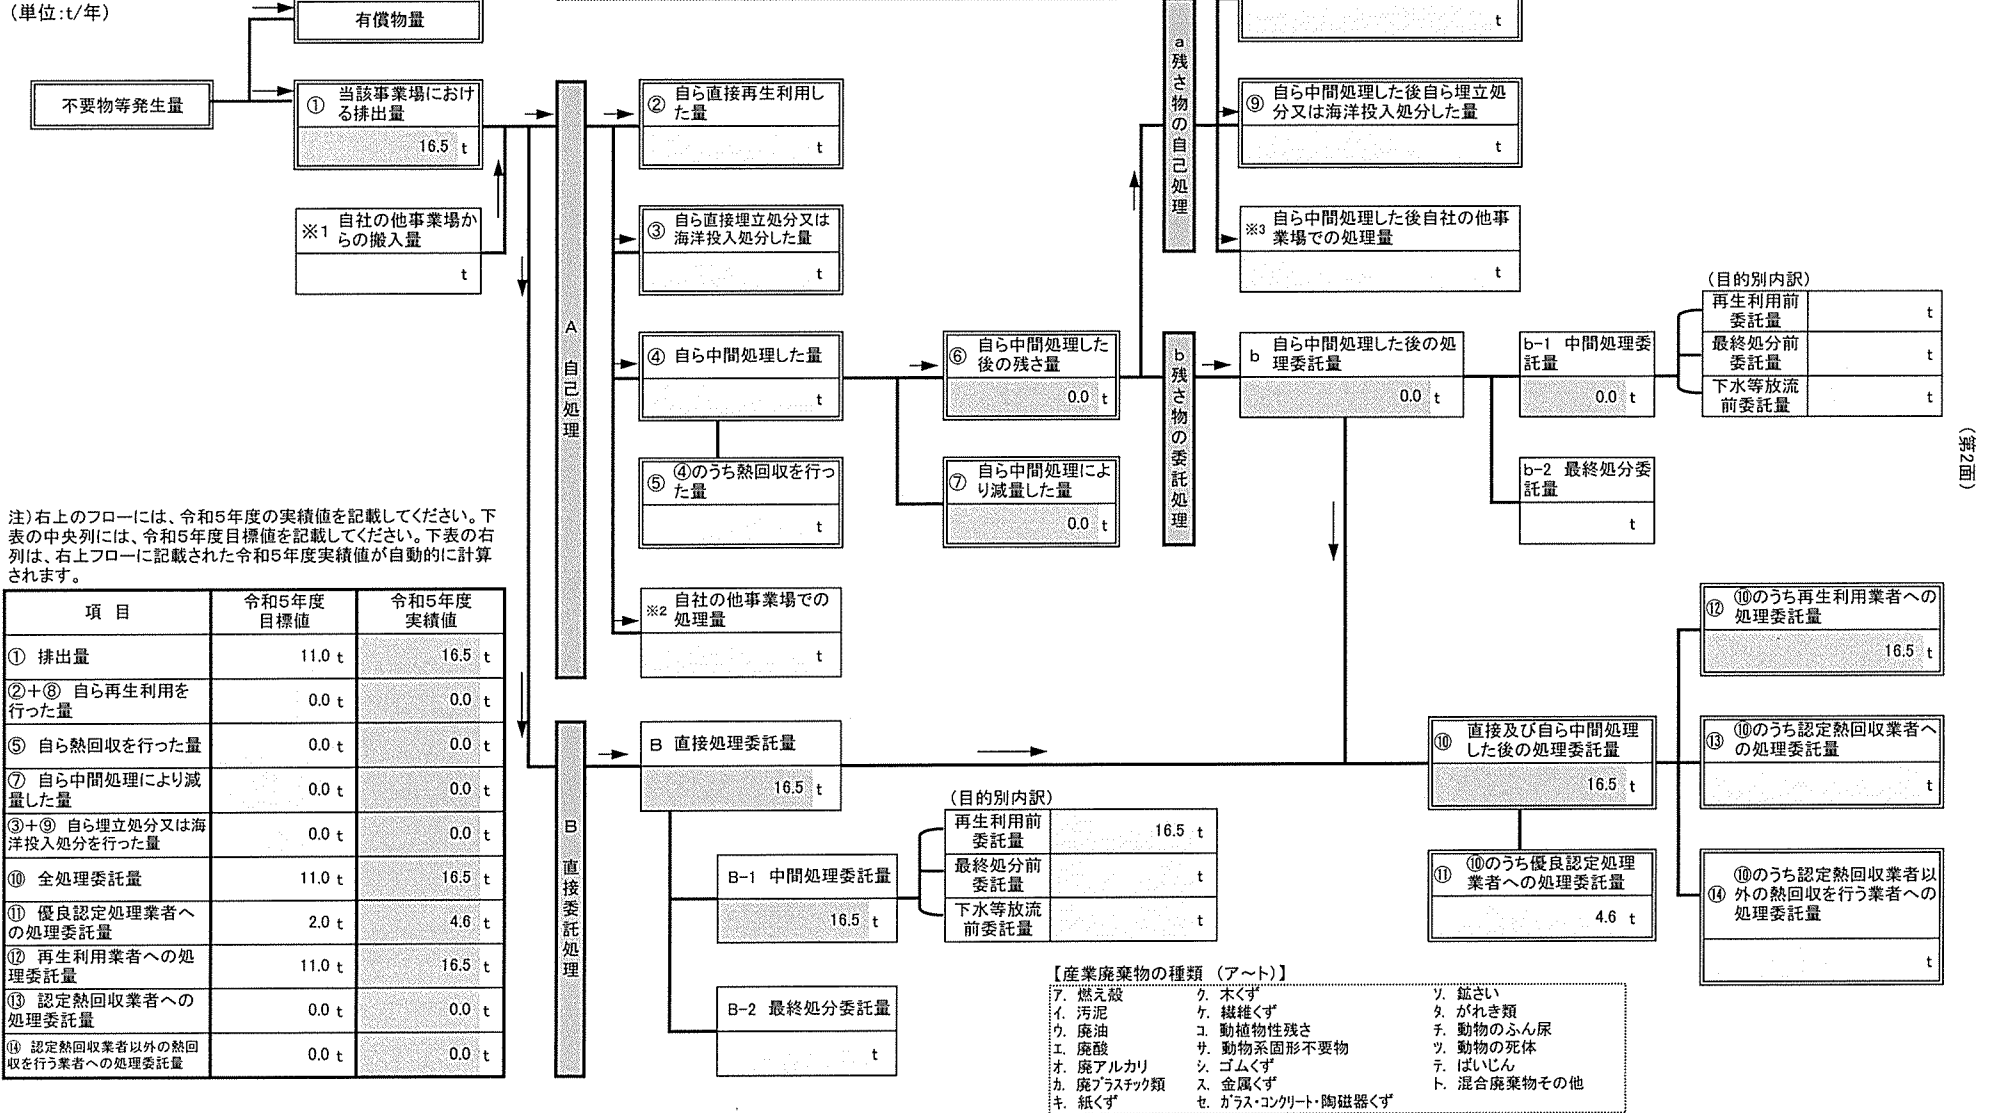 (単位:t/年)
有償物量
不要物等発生量
① 当該事業場におけ
る排出量
16.5 t
※1 自社の他事業場か
らの搬入量
t
A 自己処理
② 自ら直接再生利用し
た量
t
③ 自ら直接埋立処分又は
海洋投入処分した量
t
④ 自ら中間処理した量
t
⑤ ④のうち熱回収を行っ
た量
t
※2 自社の他事業場での
処理量
t
⑥ 自ら中間処理した
後の残さ量
0.0 t
⑦ 自ら中間処理によ
り減量した量
0.0 t
a残さ物の自己処理
t
⑨ 自ら中間処理した後自ら埋立処
分又は海洋投入処分した量
t
※3 自ら中間処理した後自社の他事
業場での処理量
t
b残さ物の委託処理
b 自ら中間処理した後の処
理委託量
0.0 t
b-1 中間処理委
託量
0.0 t
b-2 最終処分委
託量
t
(目的別内訳)
再生利用前
委託量
t
最終処分前
委託量
t
下水等放流
前委託量
t
(第2面)
注)右上のフローには、令和5年度の実績値を記載してください。下
表の中央列には、令和5年度目標値を記載してください。下表の右
列は、右上フローに記載された令和5年度実績値が自動的に計算
されます。
項 目 令和5年度 目標値 令和5年度 実績値
① 排出量 11.0 t 16.5 t
②+⑧ 自ら再生利用を
行った量 0.0 t 0.0 t
⑤ 自ら熱回収を行った量 0.0 t 0.0 t
⑦ 自ら中間処理により減
量した量 0.0 t 0.0 t
③+⑨ 自ら埋立処分又は海
洋投入処分を行った量 0.0 t 0.0 t
⑩ 全処理委託量 11.0 t 16.5 t
⑪ 優良認定処理業者へ
の処理委託量 2.0 t 4.6 t
⑫ 再生利用業者への処
理委託量 11.0 t 16.5 t
⑬ 認定熱回収業者への
処理委託量 0.0 t 0.0 t
⑭ 認定熱回収業者以外の熱回
収を行う業者への処理委託量 0.0 t 0.0 t
B 直接委託処理
B 直接処理委託量
16.5 t
B-1 中間処理委託量
16.5 t
B-2 最終処分委託量
t
(目的別内訳)
再生利用前
委託量
16.5 t
最終処分前
委託量
t
下水等放流
前委託量
t
⑩ 直接及び自ら中間処理
した後の処理委託量
16.5 t
⑪ ⑩のうち優良認定処理
業者への処理委託量
4.6 t
⑫ ⑩のうち再生利用業者への
処理委託量
16.5 t
⑬ ⑩のうち認定熱回収業者へ
の処理委託量
t
⑭ ⑩のうち認定熱回収業者以
外の熱回収を行う業者への
処理委託量
t
【産業廃棄物の種類 (ア~ト)】
ア. 燃え殻 ク. 木くず ソ. 鉱さい
イ. 汚泥 ケ. 繊維くず タ. がれき類
ウ. 廃油 コ. 動植物性残さ チ. 動物のふん尿
エ. 廃酸 サ. 動物系固形不要物 ツ. 動物の死体
オ. 廃アルカリ シ. ゴムくず テ. ばいじん
カ. 廃プラスチック類 ス. 金属くず ト. 混合廃棄物その他
キ. 紙くず セ. ガラス・コンクリート・陶磁器くず